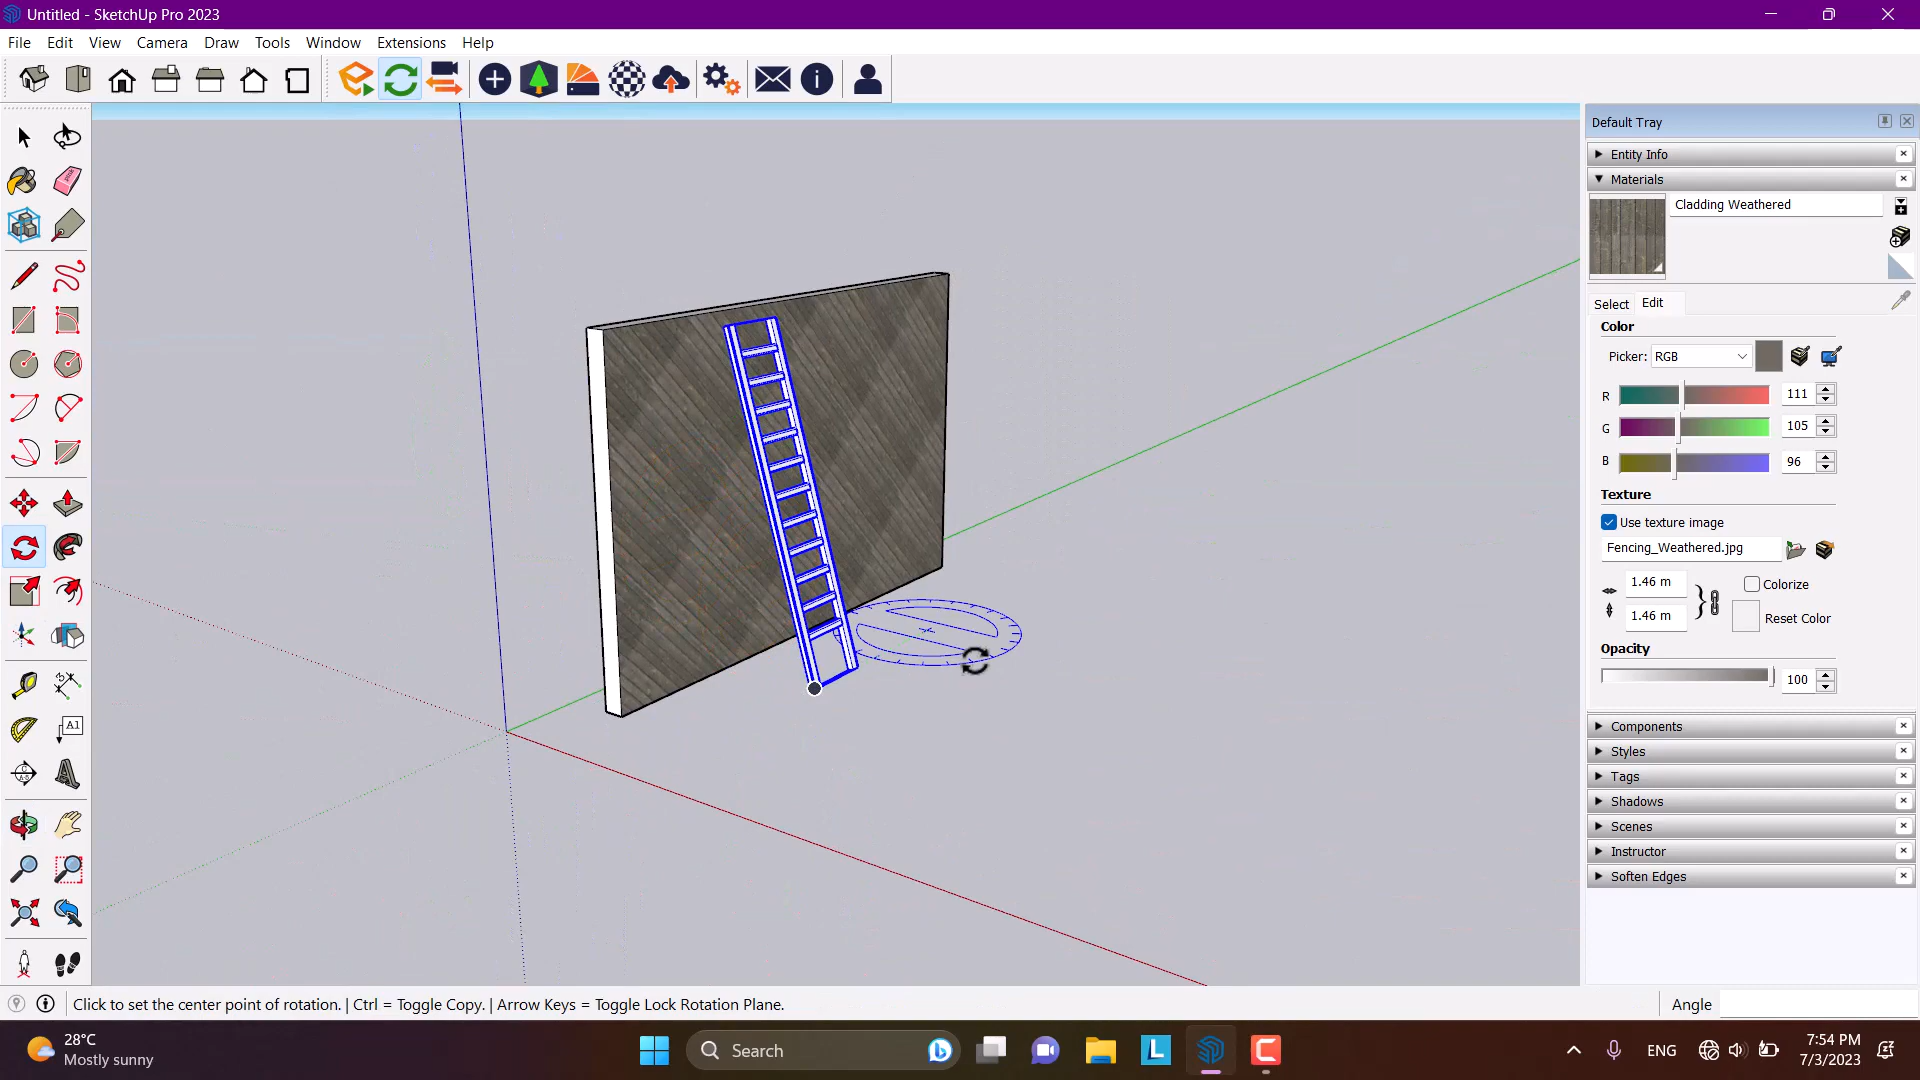 Untitled - SketchUp Pro 2023
File Edit View Camera Draw Tools Window Extensions Help
Default Tray
Entity Info
Materials
Cladding Weathered
Select Edit
Color
Picker: RGB
R 111
G 105
B 96
Texture
Use texture image
Fencing_Weathered.jpg
1.46 m
Colorize
1.46 m
Reset Color
Opacity
100
Components
Styles
Tags
Shadows
Scenes
Instructor
Soften Edges
A1
Click to set the center point of rotation. | Ctrl = Toggle Copy. | Arrow Keys = Toggle Lock Rotation Plane.
Angle
28°C
Mostly sunny
Search
ENG
7:54 PM
7/3/2023